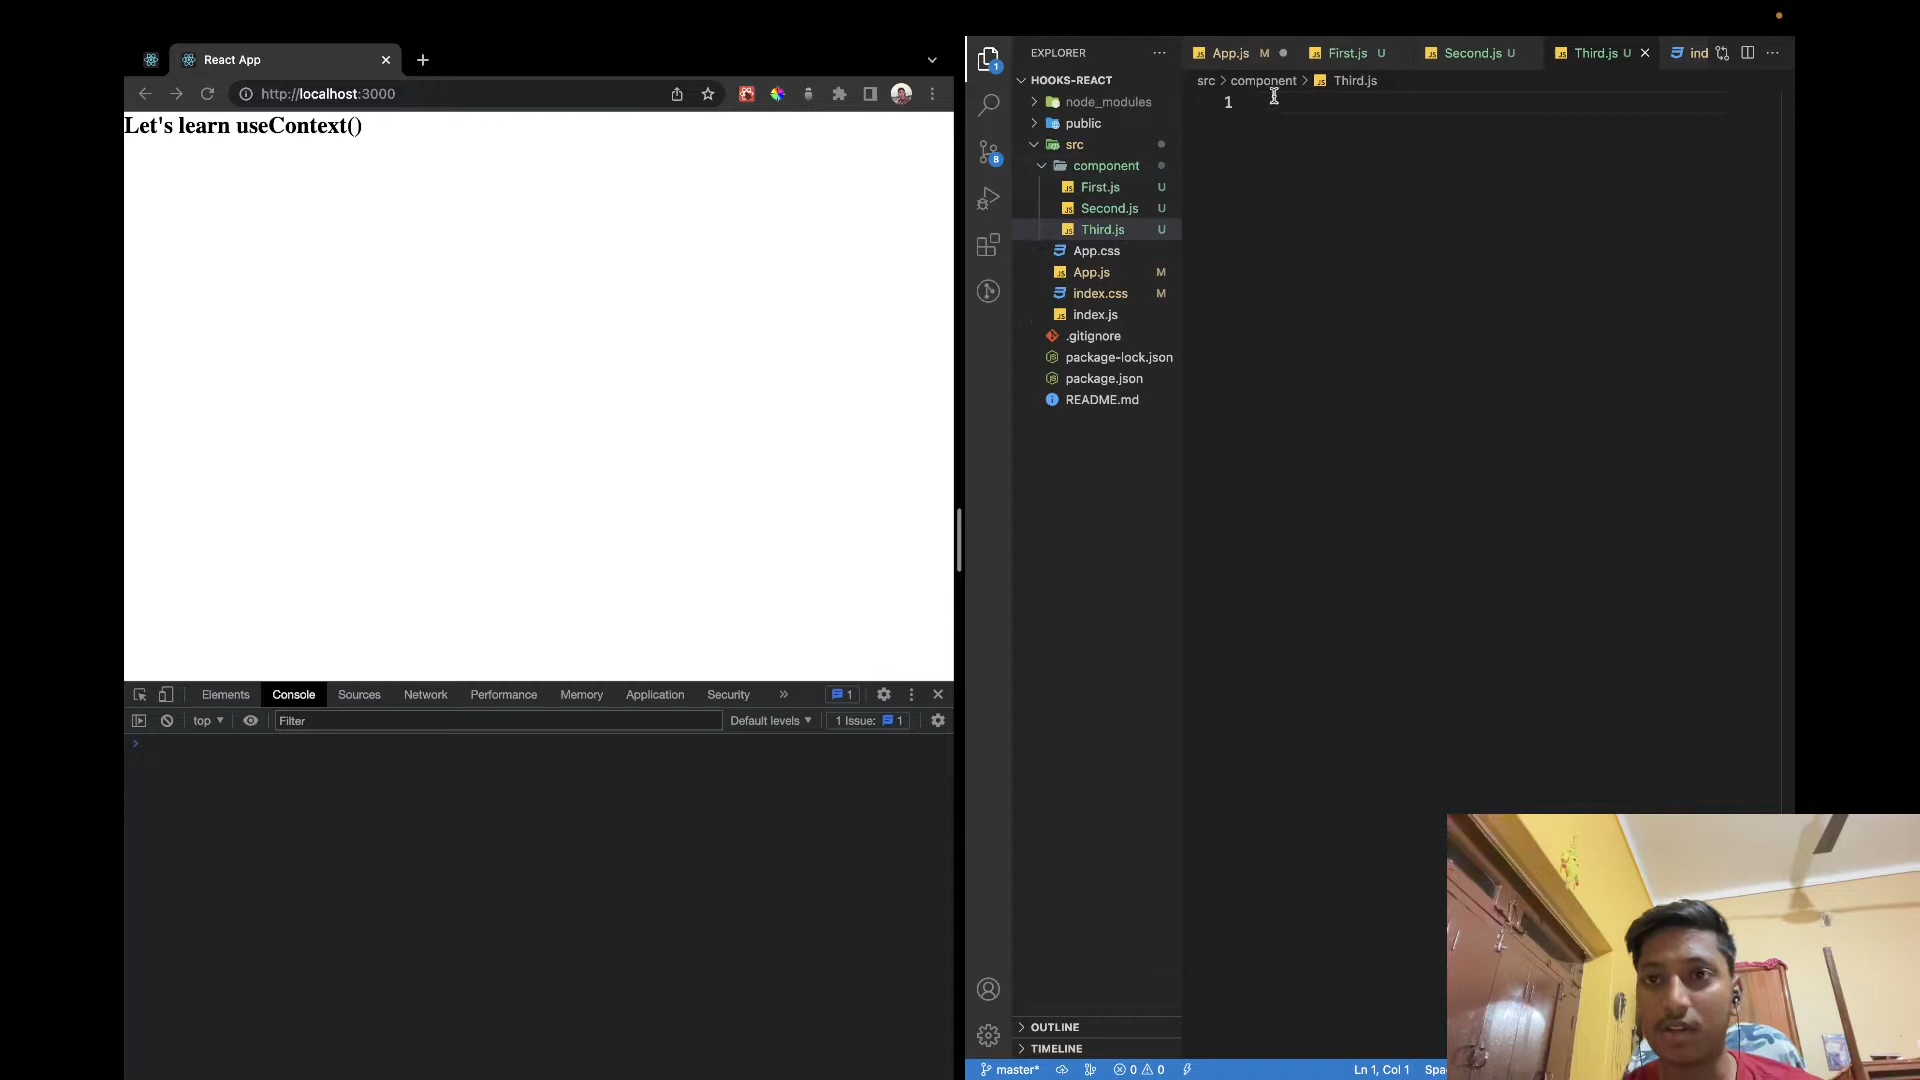 React App
http://localhost:3000
Let's learn useContext()
Elements Console Sources Network Performance Memory Application Security » 1
top ▼ Filter Default levels ▼ 1 Issue: 1
>
EXPLORER ...
HOOKS-REACT
node_modules
public
src
component
First.js U
Second.js U
Third.js U
App.css
App.js M
index.css M
index.js
.gitignore
package-lock.json
package.json
README.md
OUTLINE
TIMELINE
1
8
App.js M First.js U Second.js U Third.js U ind ...
src > component > Third.js
1
master* 0 0 Ln 1, Col 1 Spa